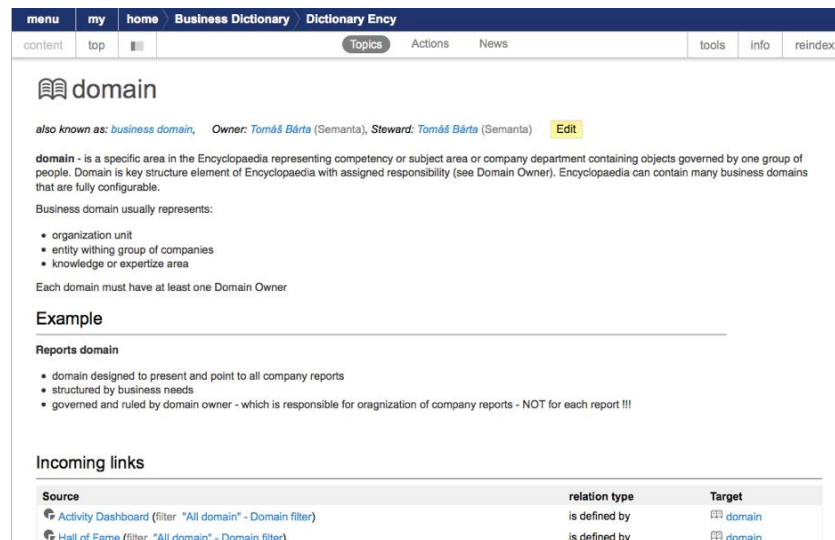 menu my home Business Dictionary Dictionary Ency
content top Topics Actions News tools info reindex
domain
also known as: business domain, Owner: Tomáš Bárta (Semanta), Steward: Tomáš Bárta (Semanta) Edit
domain - is a specific area in the Encyclopaedia representing competency or subject area or company department containing objects governed by one group of
people. Domain is key structure element of Encyclopaedia with assigned responsibility (see Domain Owner). Encyclopaedia can contain many business domains
that are fully configurable.
Business domain usually represents:
• organization unit
• entity withing group of companies
• knowledge or expertize area
Each domain must have at least one Domain Owner
Example
Reports domain
• domain designed to present and point to all company reports
• structured by business needs
• governed and ruled by domain owner - which is responsible for oragnization of company reports - NOT for each report !!!
Incoming links
Source relation type Target
Activity Dashboard (filter "All domain" - Domain filter) is defined by domain
Hall of Fame (filter "All domain" - Domain filter) is defined by domain